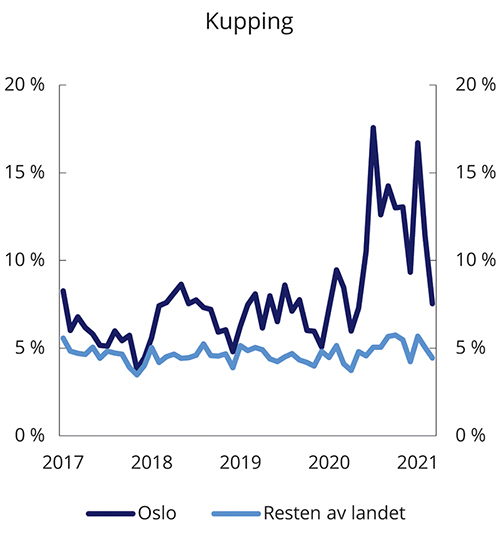 Kupping
20 % 20 %
15 % 15 %
10 % 10 %
5 % 5 %
0 % 0 %
2017 2018 2019 2020 2021
Oslo Resten av landet